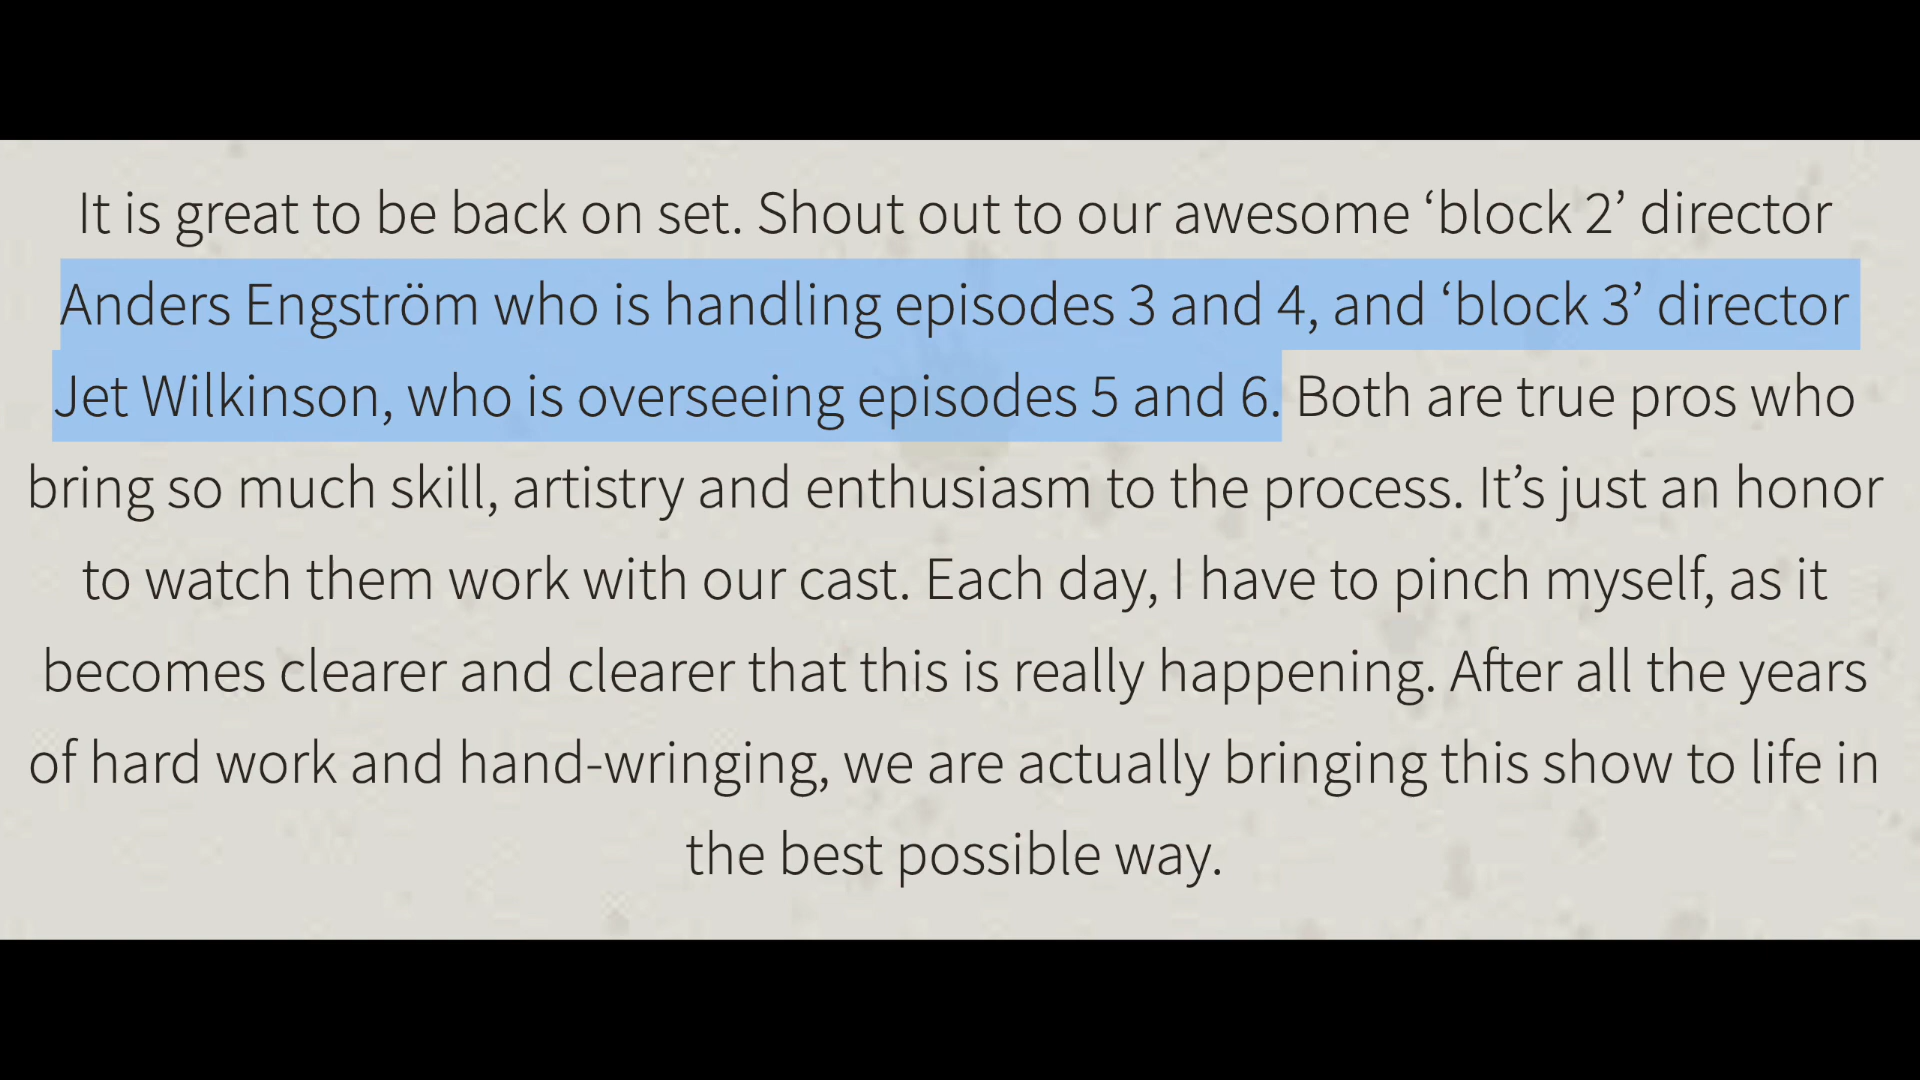 It is great to be back on set. Shout out to our awesome ‘block 2’ director
Anders Engström who is handling episodes 3 and 4, and ‘block 3’ director
Jet Wilkinson, who is overseeing episodes 5 and 6. Both are true pros who
bring so much skill, artistry and enthusiasm to the process. It’s just an honor
to watch them work with our cast. Each day, I have to pinch myself, as it
becomes clearer and clearer that this is really happening. After all the years
of hard work and hand-wringing, we are actually bringing this show to life in
the best possible way.